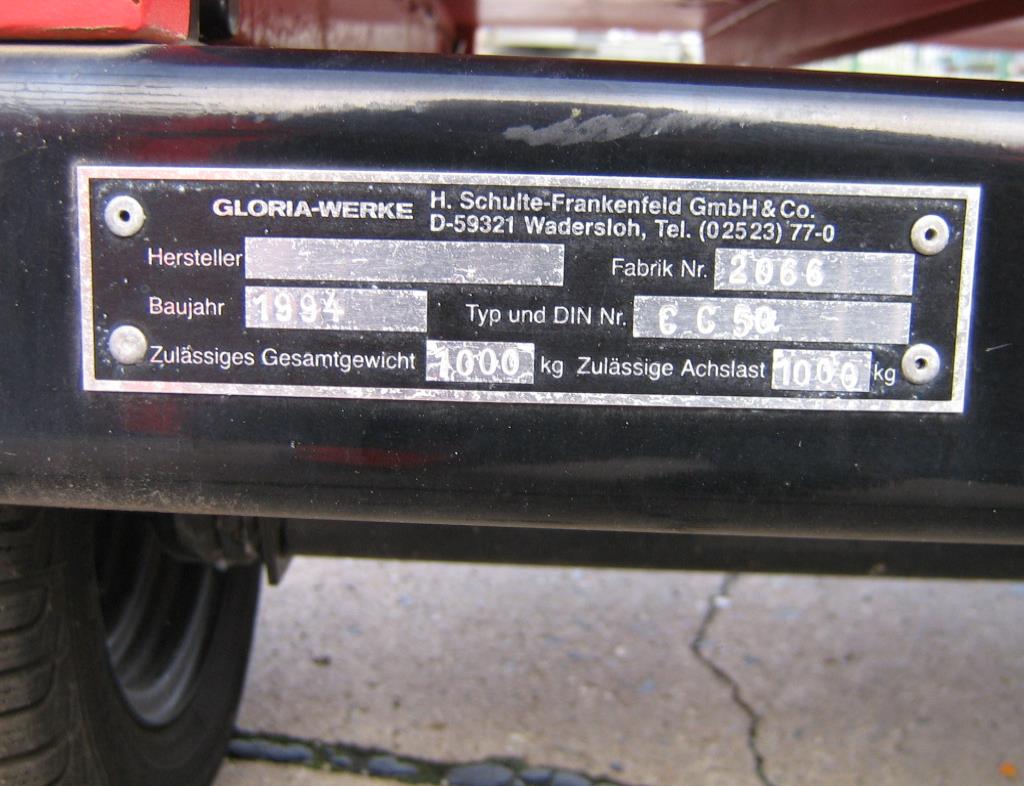 GLORIA-WERKE H. Schulte-Frankenfeld GmbH & Co.
D-59321 Wadersloh, Tel. (02523) 77-0
Hersteller Fabrik Nr. 2066
Baujahr 1994 Typ und DIN Nr. C C 50
Zulässiges Gesamtgewicht 1000 kg Zulässige Achslast 1000 kg